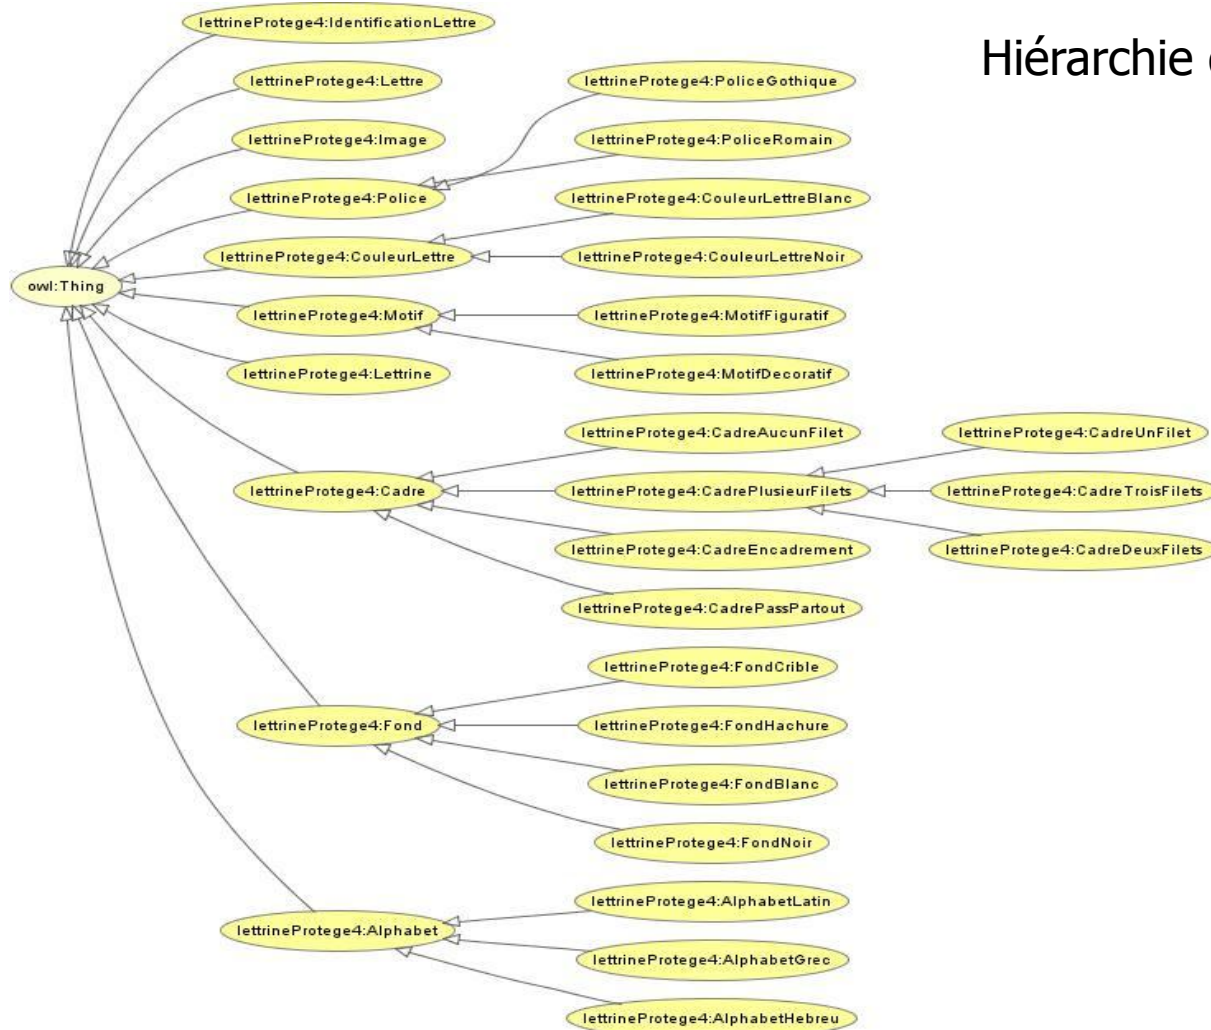 lettrineProtege4:IdentificationLettre
Hiérarchie
lettrineProtege4:Lettre
lettrineProtege4:PoliceGothique
lettrineProtege4:Image
lettrineProtege4:PoliceRomain
lettrineProtege4:Police
lettrineProtege4:CouleurLettreBlanc
lettrineProtege4:CouleurLettre
lettrineProtege4:CouleurLettreNoir
owl:Thing
lettrineProtege4:Motif
lettrineProtege4:MotifFiguratif
lettrineProtege4:Lettrine
lettrineProtege4:MotifDecoratif
lettrineProtege4:CadreAucunFilet
lettrineProtege4:CadreUnFilet
lettrineProtege4:Cadre
lettrineProtege4:CadrePlusieurFilets
lettrineProtege4:CadreTroisFilets
lettrineProtege4:CadreEncadrement
lettrineProtege4:CadreDeuxFilets
lettrineProtege4:CadrePassPartout
lettrineProtege4:FondCrible
lettrineProtege4:Fond
lettrineProtege4:FondHachure
lettrineProtege4:FondBlanc
lettrineProtege4:FondNoir
lettrineProtege4:AlphabetLatin
lettrineProtege4:Alphabet
lettrineProtege4:AlphabetGrec
lettrineProtege4:AlphabetHebreu